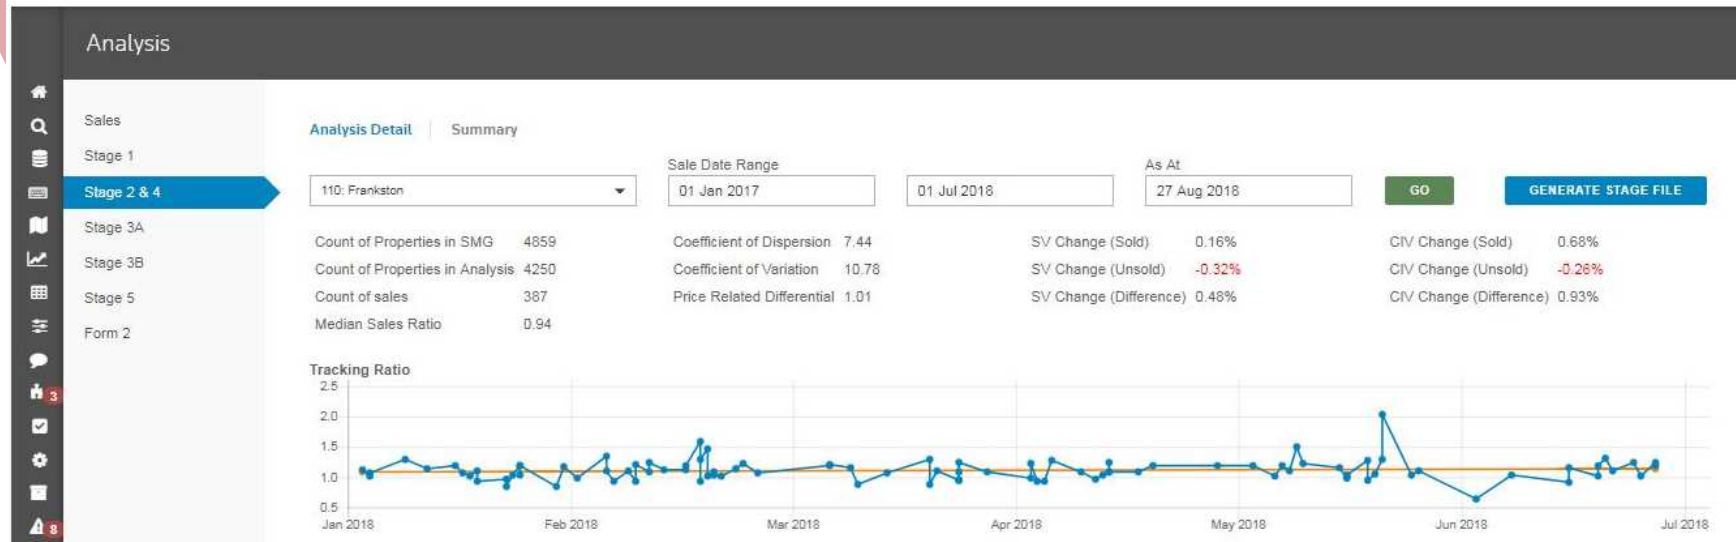 Analysis
Sales
Stage 1
Stage 2 & 4
Stage 3A
Stage 3B
Stage 5
Form 2
3
8
Analysis Detail Summary
Sale Date Range As At
110: Frankston 01 Jan 2017 01 Jul 2018 27 Aug 2018 GO GENERATE STAGE FILE
Count of Properties in SMG 4859 Coefficient of Dispersion 7.44 SV Change (Sold) 0.16% CIV Change (Sold) 0.68%
Count of Properties in Analysis 4250 Coefficient of Variation 10.78 SV Change (Unsold) -0.32% CIV Change (Unsold) -0.26%
Count of sales 387 Price Related Differential 1.01 SV Change (Difference) 0.48% CIV Change (Difference) 0.93%
Median Sales Ratio 0.94
Tracking Ratio
2.5
2.0
1.5
1.0
0.5
Jan 2018 Feb 2018 Mar 2018 Apr 2018 May 2018 Jun 2018 Jul 2018